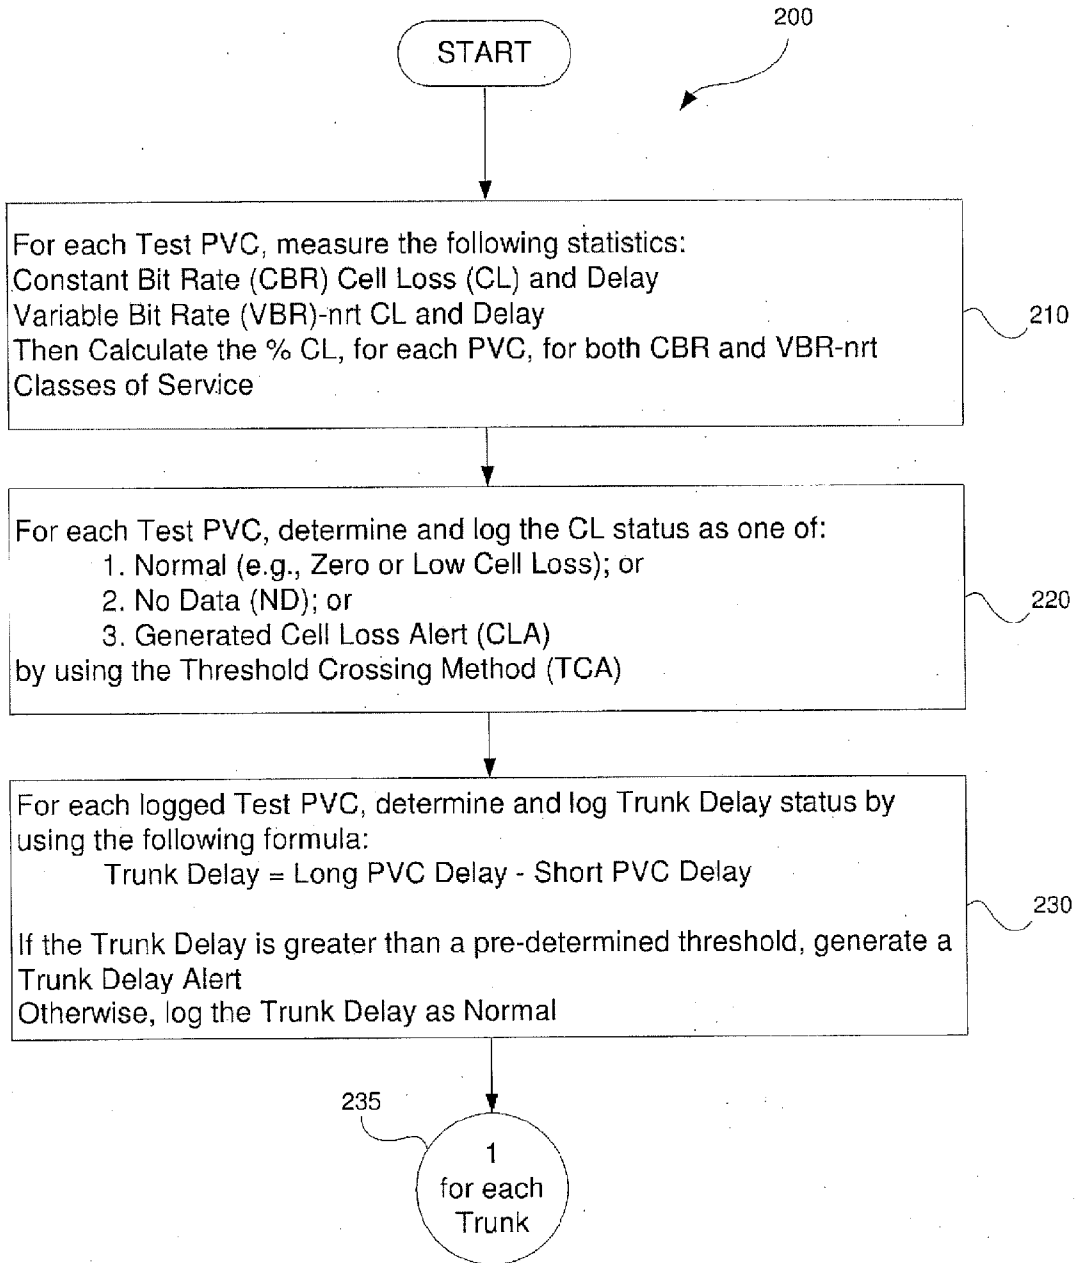 200
START
For each Test PVC, measure the following statistics:
Constant Bit Rate (CBR) Cell Loss (CL) and Delay
Variable Bit Rate (VBR)-nrt CL and Delay
Then Calculate the % CL, for each PVC, for both CBR and VBR-nrt
Classes of Service
210
For each Test PVC, determine and log the CL status as one of:
1. Normal (e.g., Zero or Low Cell Loss); or
2. No Data (ND); or
3. Generated Cell Loss Alert (CLA)
by using the Threshold Crossing Method (TCA)
220
For each logged Test PVC, determine and log Trunk Delay status by
using the following formula:
Trunk Delay = Long PVC Delay - Short PVC Delay
If the Trunk Delay is greater than a pre-determined threshold, generate a
Trunk Delay Alert
Otherwise, log the Trunk Delay as Normal
230
235
1
for each
Trunk